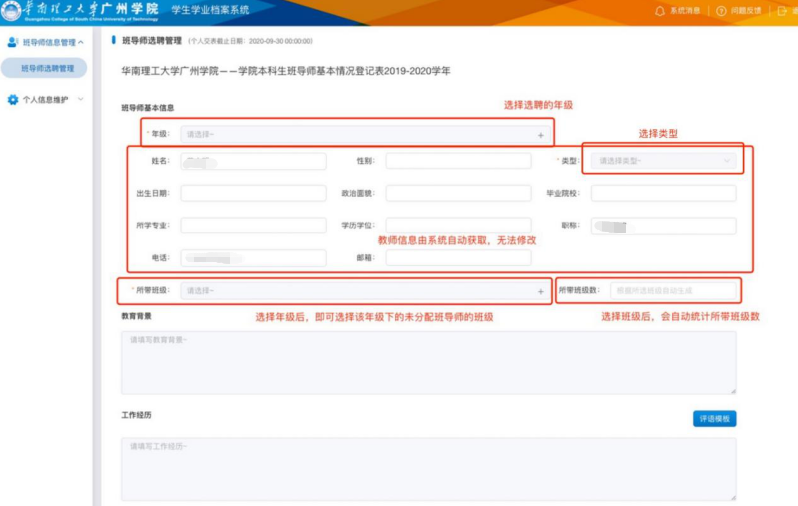 华南理工大学广州学院 学生学业档案系统 系统消息 问题反馈
Guangzhou College of South China University of Technology
班导师信息管理
班导师选聘管理
个人信息维护
班导师选聘管理 (个人交表截止日期：2020-09-30 00:00:00)
华南理工大学广州学院——学院本科生班导师基本情况登记表2019-2020学年
班导师基本信息
选择选聘的年级
* 年级: 请选择~ +
选择类型
姓名: 性别: * 类型: 请选择类型~
出生日期: 政治面貌: 毕业院校:
所学专业: 学历学位: 职称:
教师信息由系统自动获取，无法修改
电话: 邮箱:
* 所带班级: 请选择~ + 所带班级数: 根据所选班级自动生成
教育背景 选择年级后，即可选择该年级下的未分配班导师的班级 选择班级后，会自动统计所带班级数
请填写教育背景~
工作经历 评语模板
请填写工作经历~